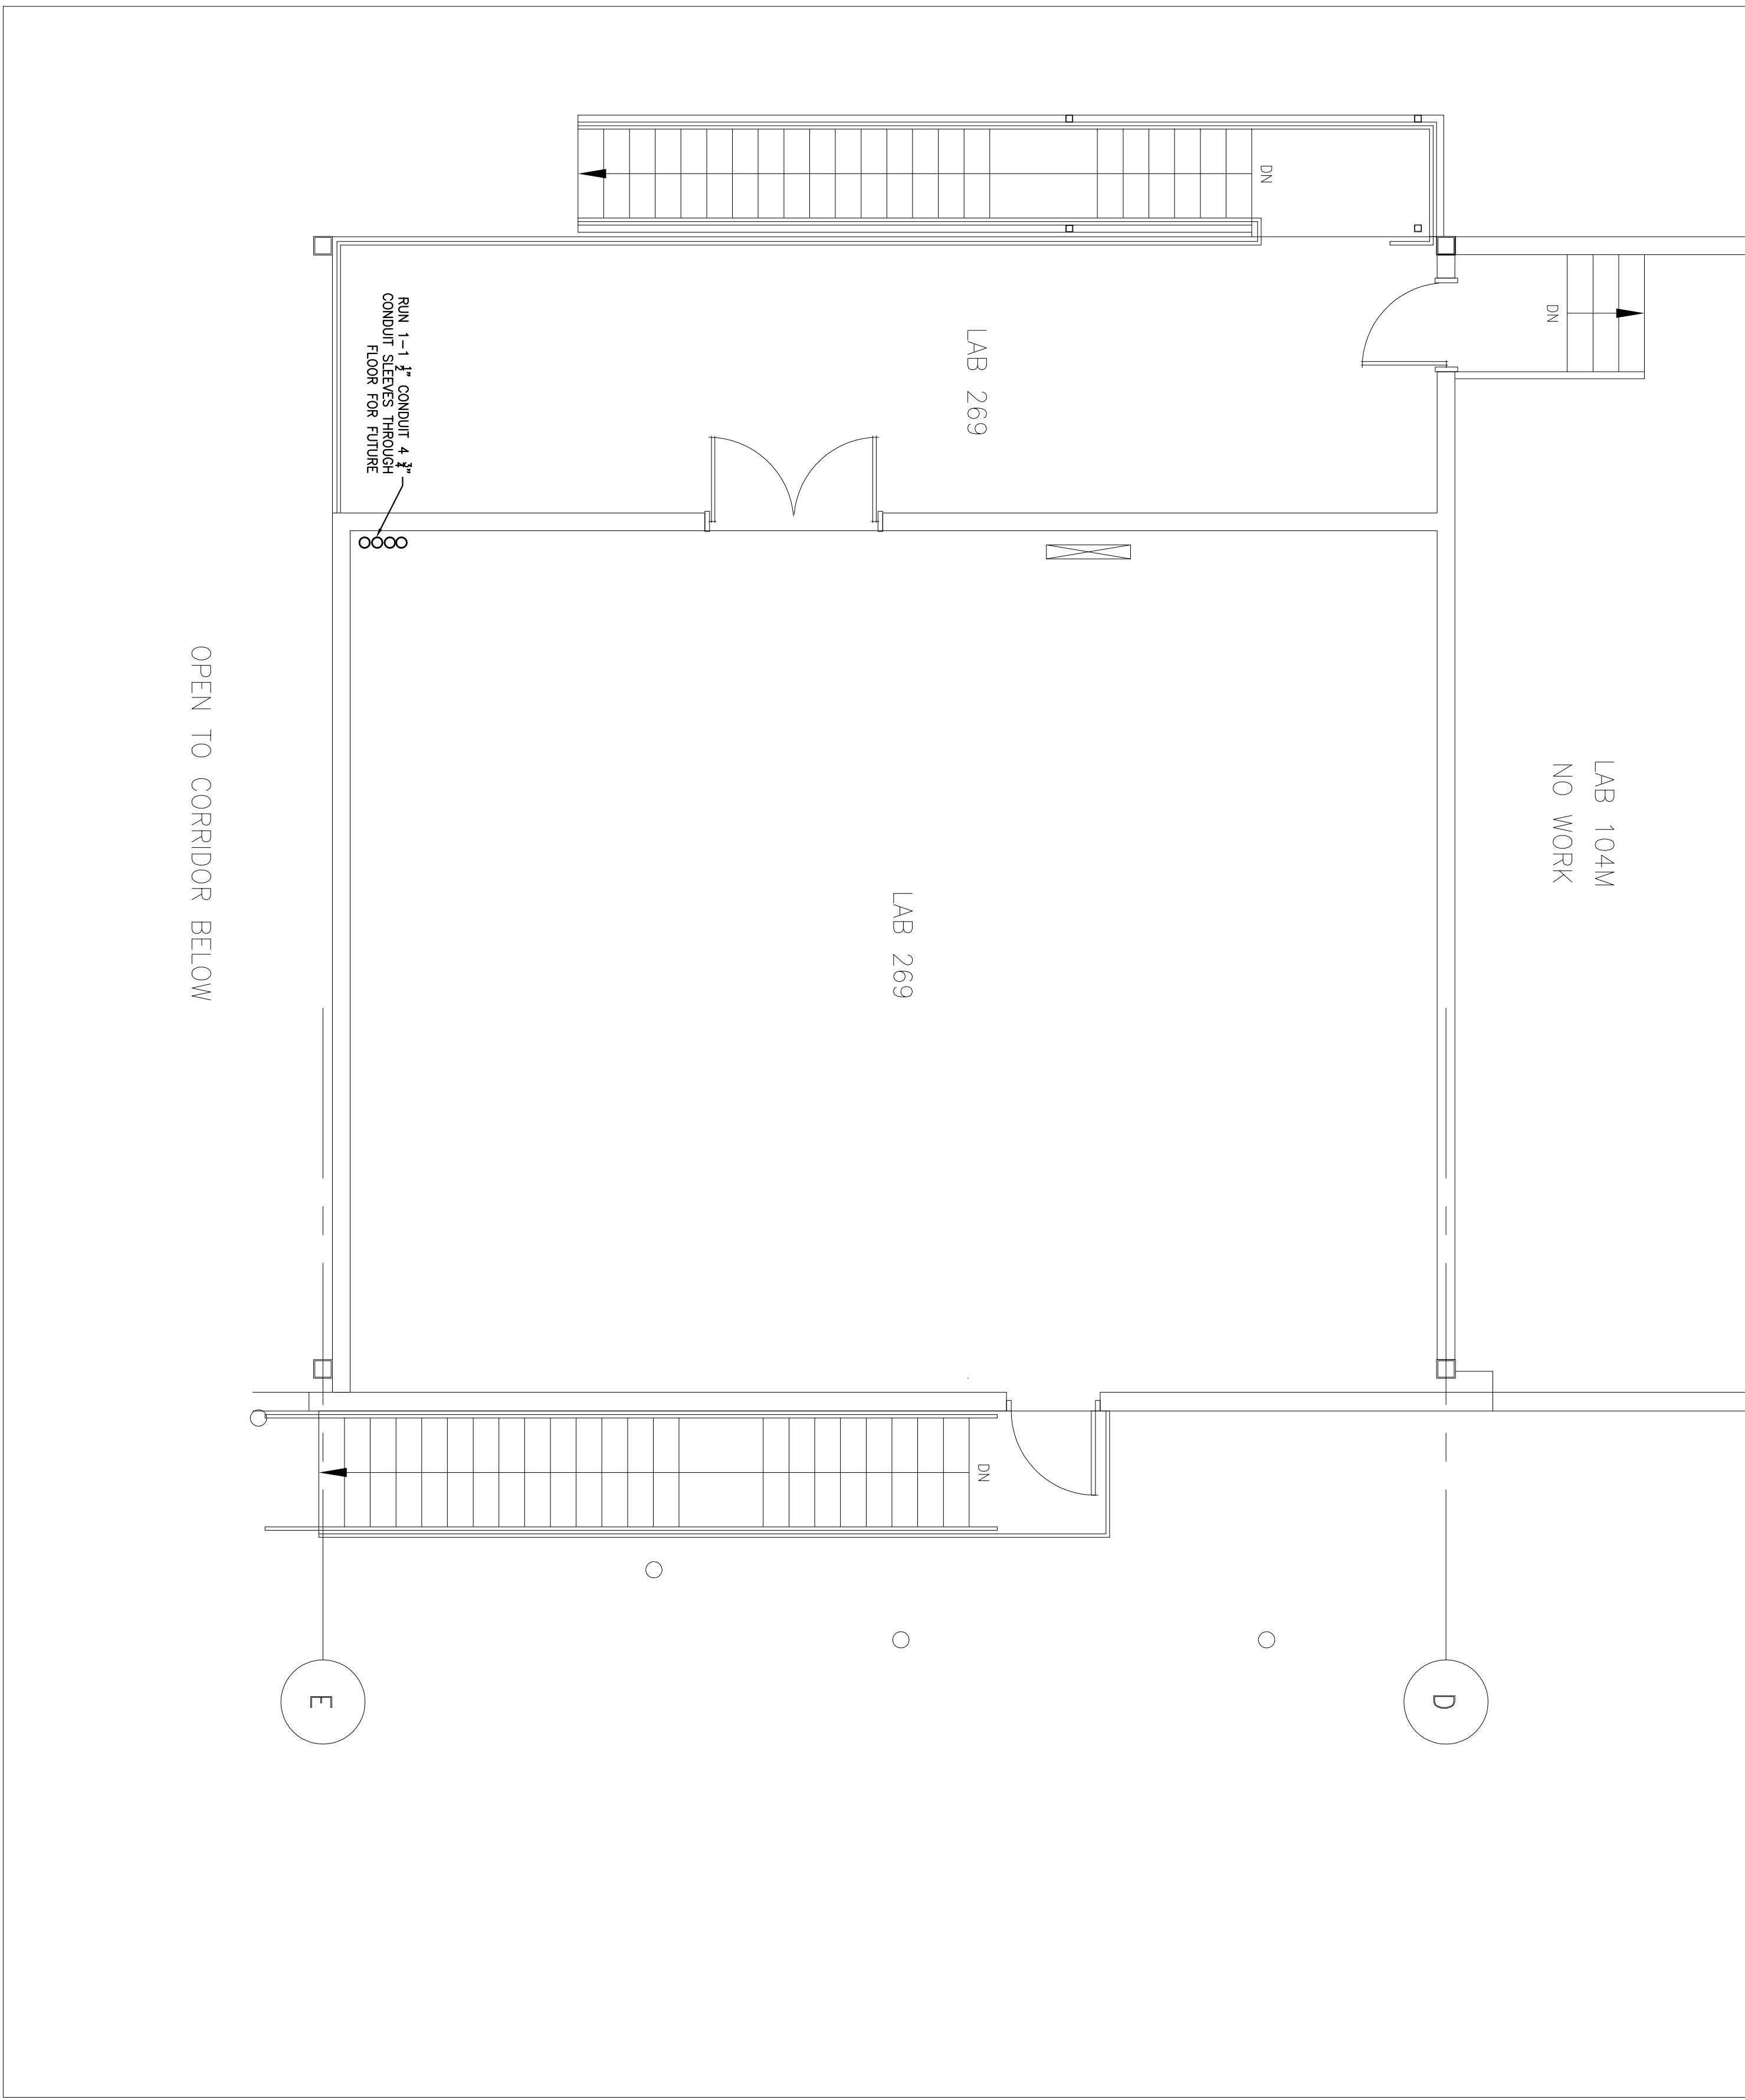 DN
DN
LAB 269
RUN 1-1 1/2" CONDUIT 4 3/4"
CONDUIT SLEEVES THROUGH
FLOOR FOR FUTURE
LAB 104M
NO WORK
LAB 269
OPEN TO CORRIDOR BELOW
DN
D
E